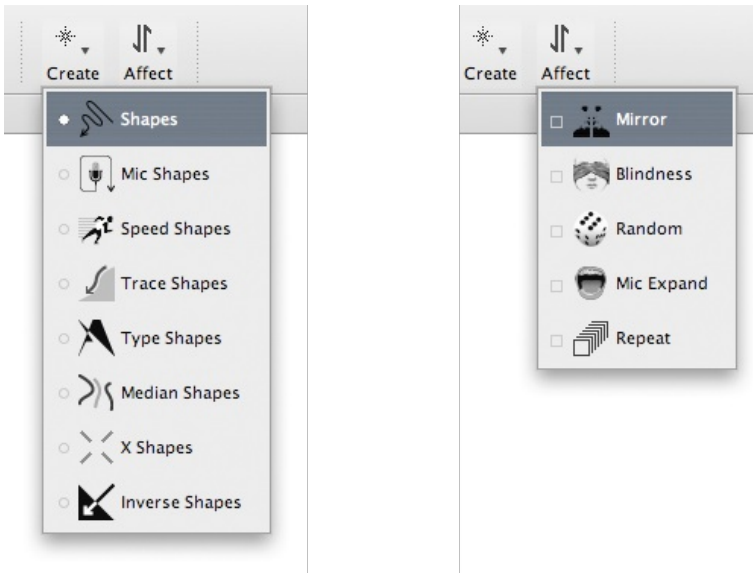 Create Affect
Shapes
Mic Shapes
Speed Shapes
Trace Shapes
Type Shapes
Median Shapes
X Shapes
Inverse Shapes
Create Affect
Mirror
Blindness
Random
Mic Expand
Repeat